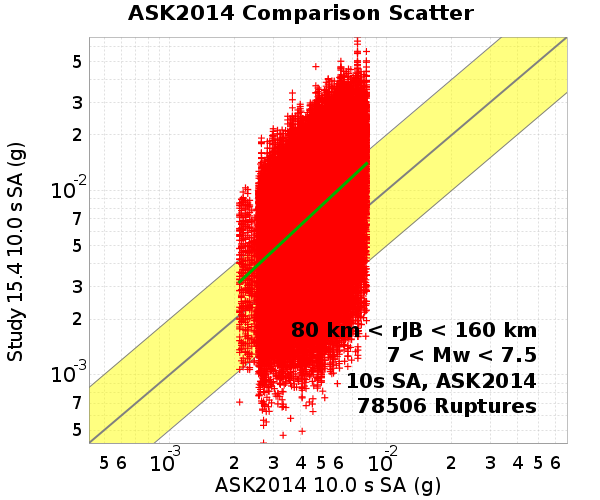 ASK2014 Comparison Scatter
5
3
2
10-2
7
5
3
2
10-3
7
5
Study 15.4 10.0 s SA (g)
80 km < rJB < 160 km
7 < Mw < 7.5
10s SA, ASK2014
78506 Ruptures
5 6 10-3 2 3 4 5 6 10-2 2 3 4 5 6
ASK2014 10.0 s SA (g)